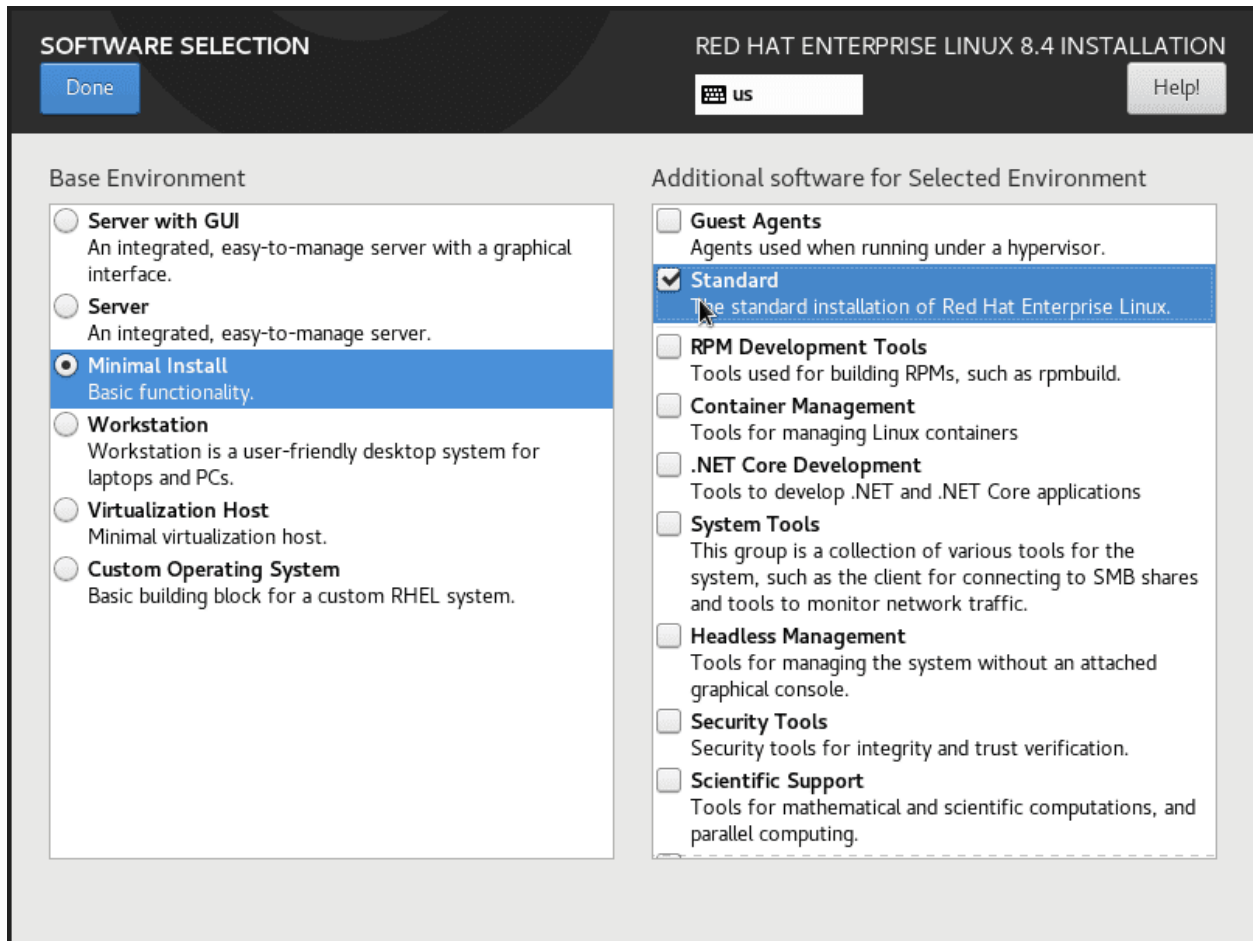 SOFTWARE SELECTION
Done
RED HAT ENTERPRISE LINUX 8.4 INSTALLATION
us
Help!
Base Environment
Server with GUI
An integrated, easy-to-manage server with a graphical
interface.
Server
An integrated, easy-to-manage server.
Minimal Install
Basic functionality.
Workstation
Workstation is a user-friendly desktop system for
laptops and PCs.
Virtualization Host
Minimal virtualization host.
Custom Operating System
Basic building block for a custom RHEL system.
Additional software for Selected Environment
Guest Agents
Agents used when running under a hypervisor.
Standard
The standard installation of Red Hat Enterprise Linux.
RPM Development Tools
Tools used for building RPMs, such as rpmbuild.
Container Management
Tools for managing Linux containers
.NET Core Development
Tools to develop .NET and .NET Core applications
System Tools
This group is a collection of various tools for the
system, such as the client for connecting to SMB shares
and tools to monitor network traffic.
Headless Management
Tools for managing the system without an attached
graphical console.
Security Tools
Security tools for integrity and trust verification.
Scientific Support
Tools for mathematical and scientific computations, and
parallel computing.